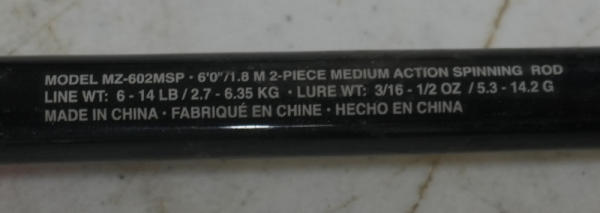 MODEL MZ-602MSP • 6'0"/1.8 M 2-PIECE MEDIUM ACTION SPINNING ROD
LINE WT: 6 - 14 LB / 2.7 - 6.35 KG • LURE WT: 3/16 - 1/2 OZ / 5.3 - 14.2 G
MADE IN CHINA • FABRIQUÉ EN CHINE • HECHO EN CHINA